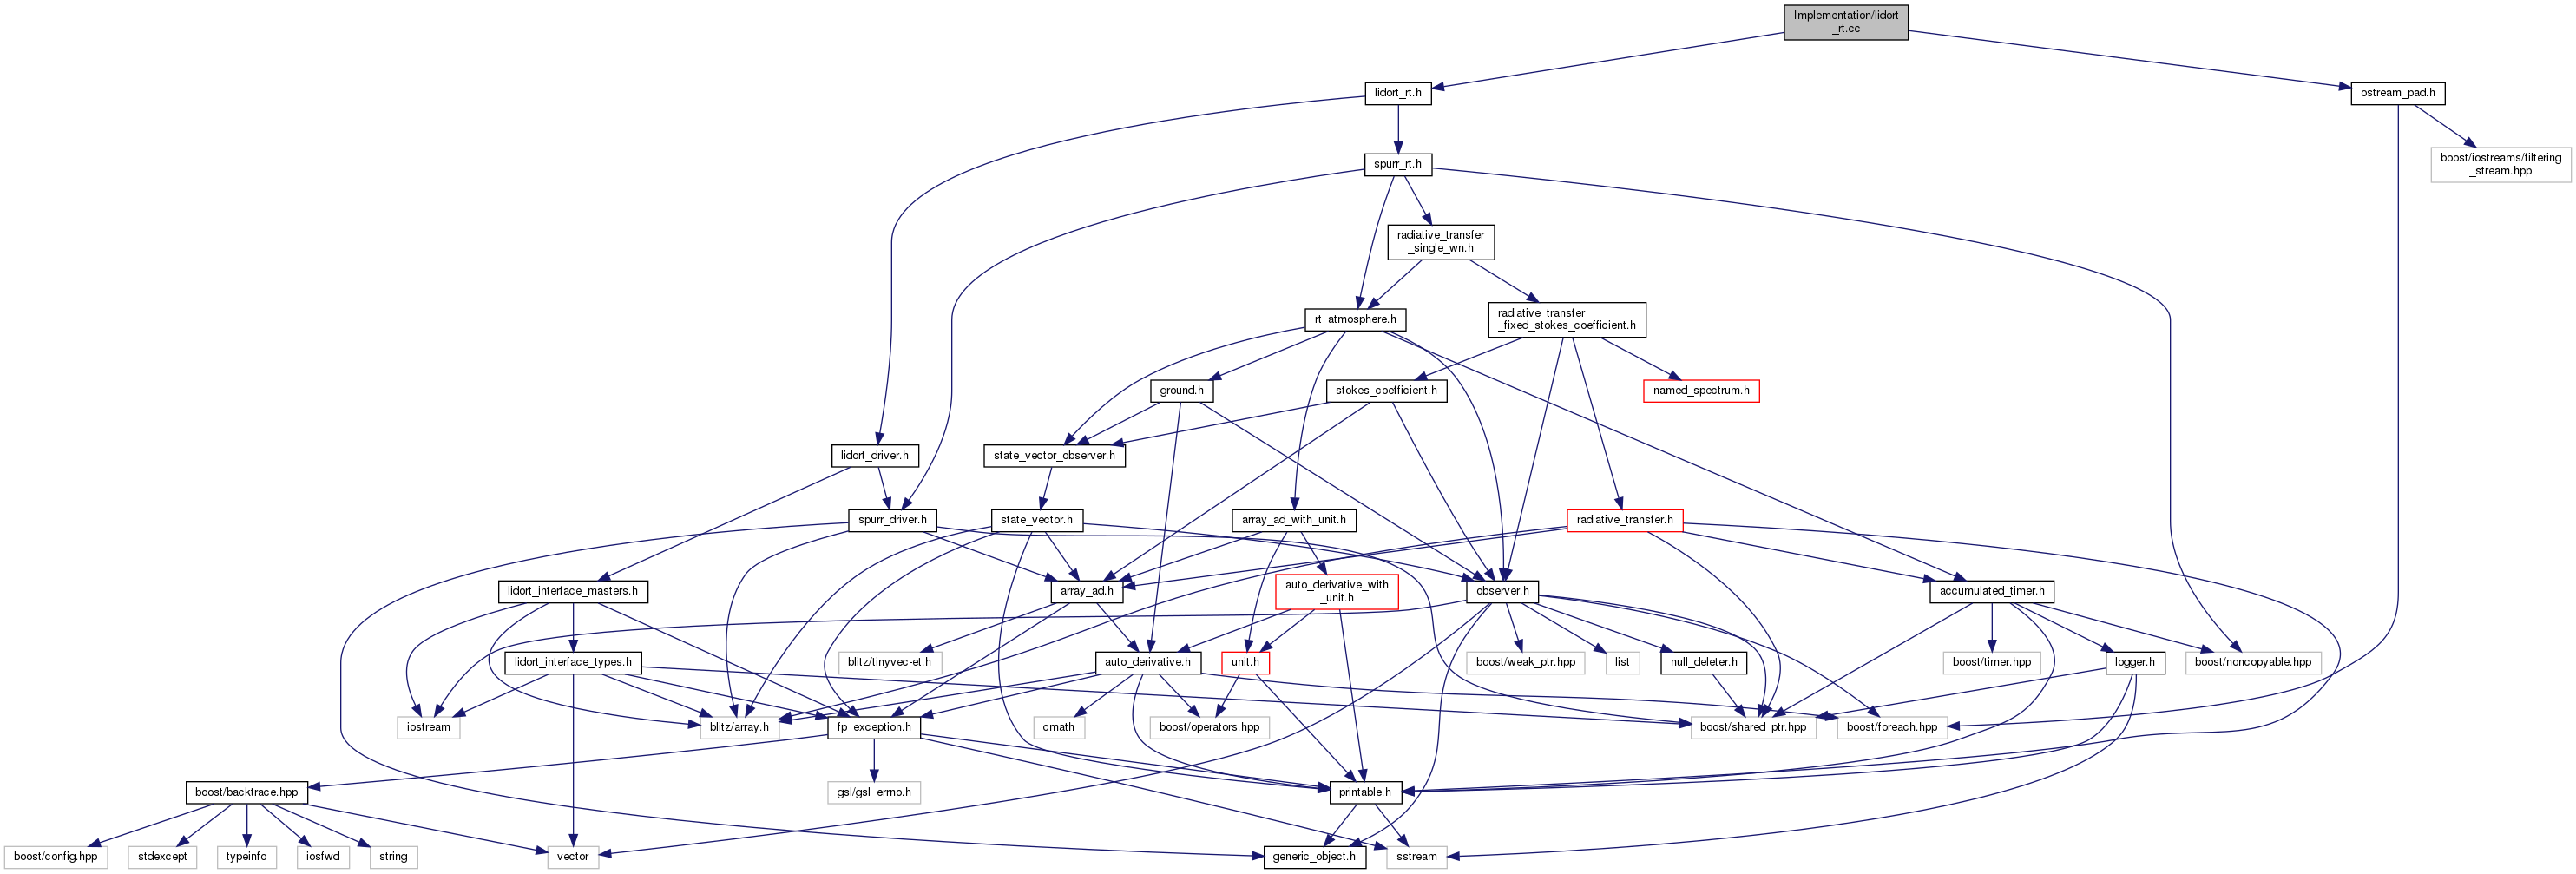 Implementation/lidort
_rt.cc
lidort_rt.h
ostream_pad.h
spurr_rt.h
boost/iostreams/filtering
_stream.hpp
radiative_transfer
_single_wn.h
rt_atmosphere.h
radiative_transfer
_fixed_stokes_coefficient.h
ground.h
stokes_coefficient.h
named_spectrum.h
lidort_driver.h
state_vector_observer.h
spurr_driver.h
state_vector.h
array_ad_with_unit.h
radiative_transfer.h
lidort_interface_masters.h
array_ad.h
auto_derivative_with
_unit.h
observer.h
accumulated_timer.h
lidort_interface_types.h
blitz/tinyvec-et.h
auto_derivative.h
unit.h
boost/weak_ptr.hpp
list
null_deleter.h
boost/timer.hpp
logger.h
boost/noncopyable.hpp
iostream
blitz/array.h
fp_exception.h
cmath
boost/operators.hpp
boost/shared_ptr.hpp
boost/foreach.hpp
boost/backtrace.hpp
gsl/gsl_errno.h
printable.h
boost/config.hpp
stdexcept
typeinfo
iosfwd
string
vector
generic_object.h
sstream